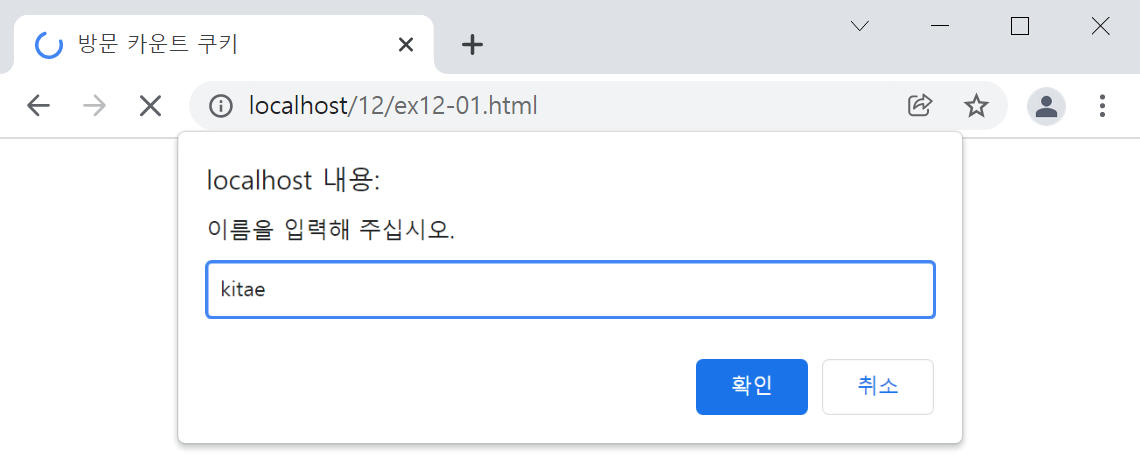 방문 카운트 쿠키
localhost/12/ex12-01.html
localhost 내용:
이름을 입력해 주십시오.
kitae
확인 취소